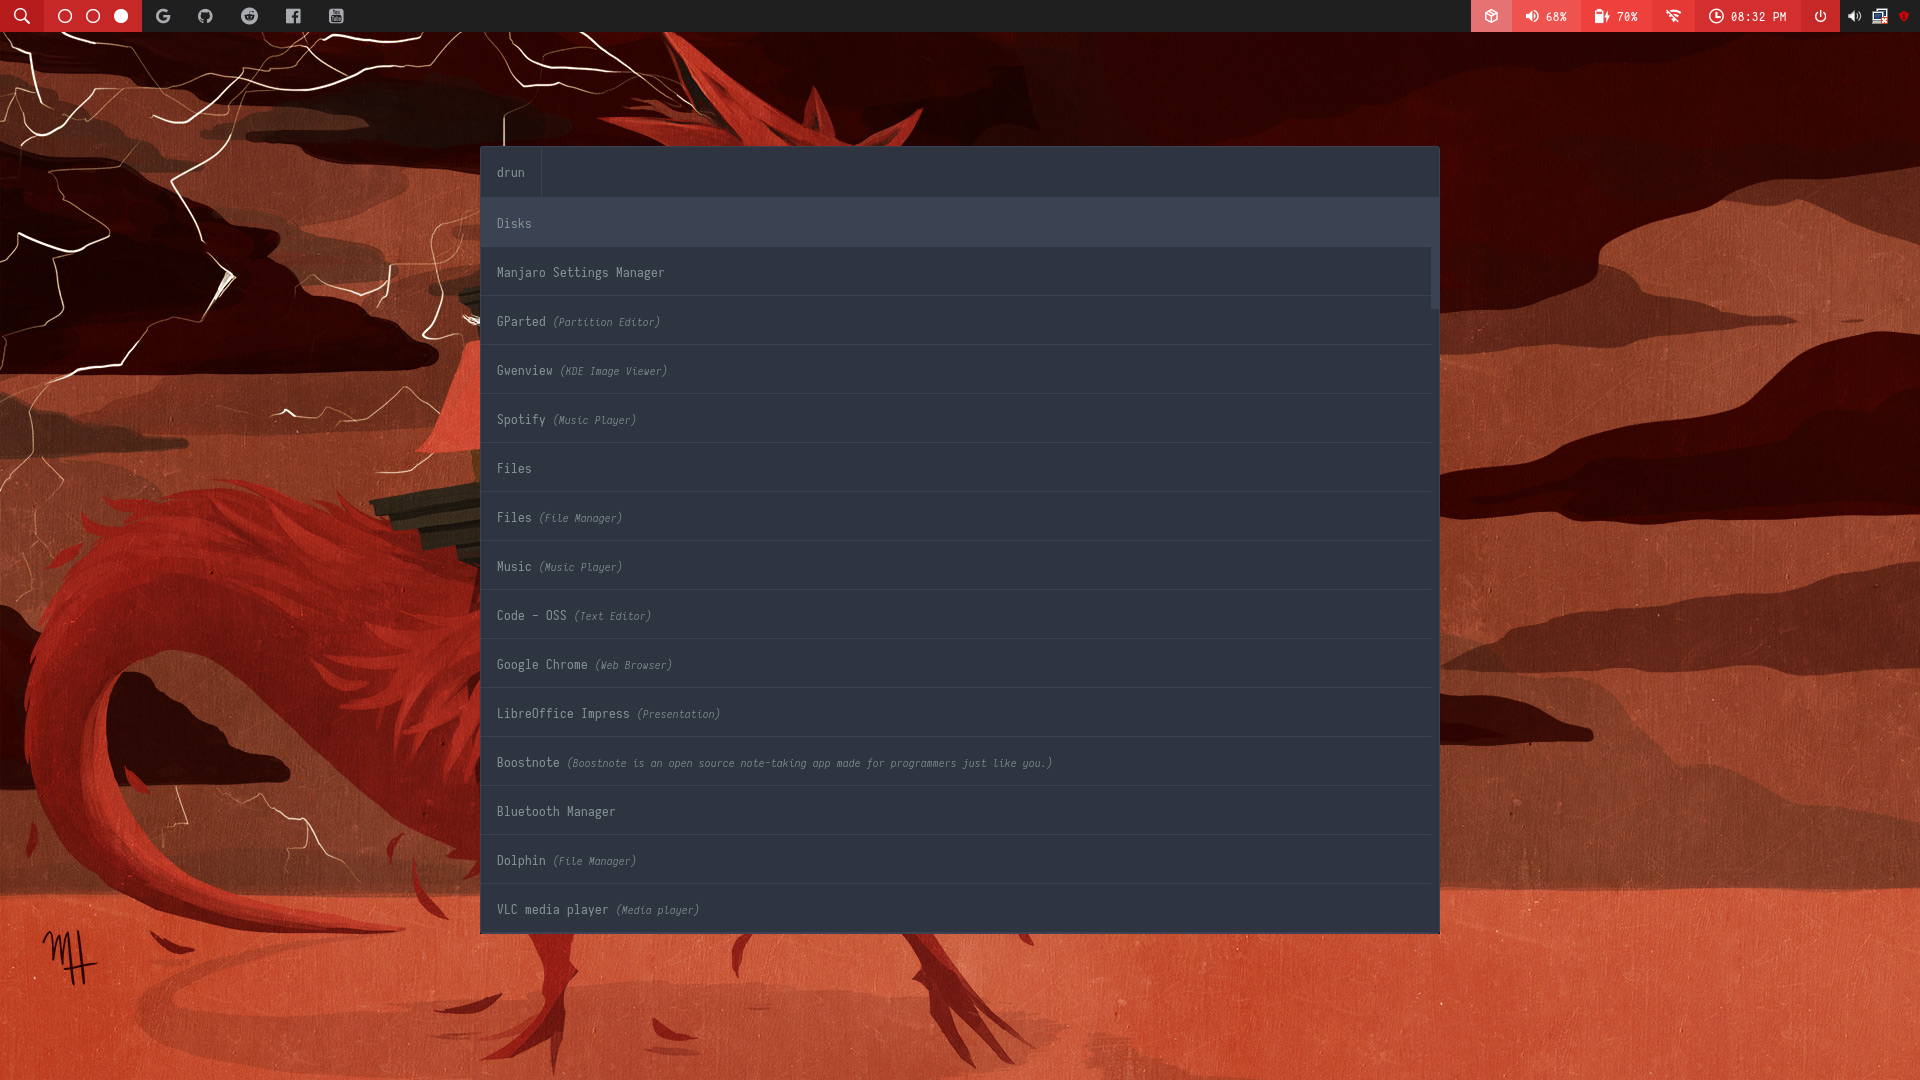 68%
70%
08:32 PM
drun
Disks
Manjaro Settings Manager
GParted (Partition Editor)
Gwenview (KDE Image Viewer)
Spotify (Music Player)
Files
Files (File Manager)
Music (Music Player)
Code - OSS (Text Editor)
Google Chrome (Web Browser)
LibreOffice Impress (Presentation)
Boostnote (Boostnote is an open source note-taking app made for programmers just like you.)
Bluetooth Manager
Dolphin (File Manager)
VLC media player (Media player)
MH